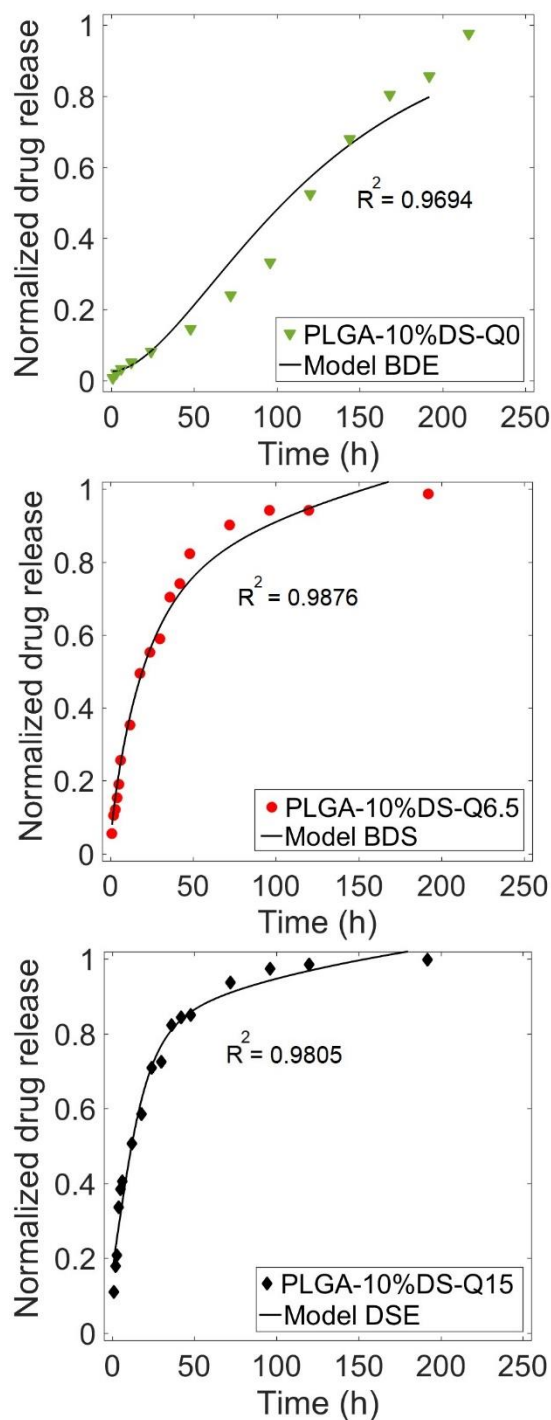 Normalized drug release
1
0.8
0.6
0.4
0.2
0
R² = 0.9694
PLGA-10%DS-Q0
Model BDE
0 50 100 150 200 250
Time (h)
Normalized drug release
1
0.8
0.6
0.4
0.2
0
R² = 0.9876
PLGA-10%DS-Q6.5
Model BDS
0 50 100 150 200 250
Time (h)
Normalized drug release
1
0.8
0.6
0.4
0.2
0
R² = 0.9805
PLGA-10%DS-Q15
Model DSE
0 50 100 150 200 250
Time (h)